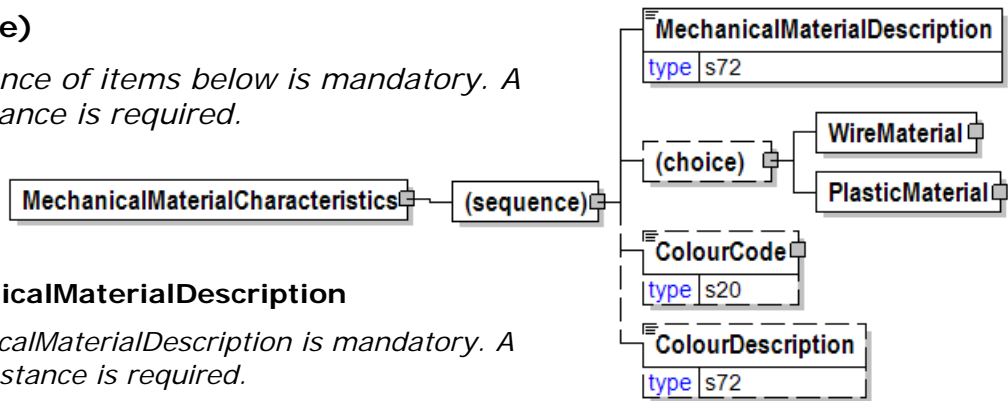 e)
nce of items below is mandatory. A
ance is required.
icalMaterialDescription
calMaterialDescription is mandatory. A
stance is required.
MechanicalMaterialCharacteristics
(sequence)
MechanicalMaterialDescription
type s72
(choice)
WireMaterial
PlasticMaterial
ColourCode
type s20
ColourDescription
type s72